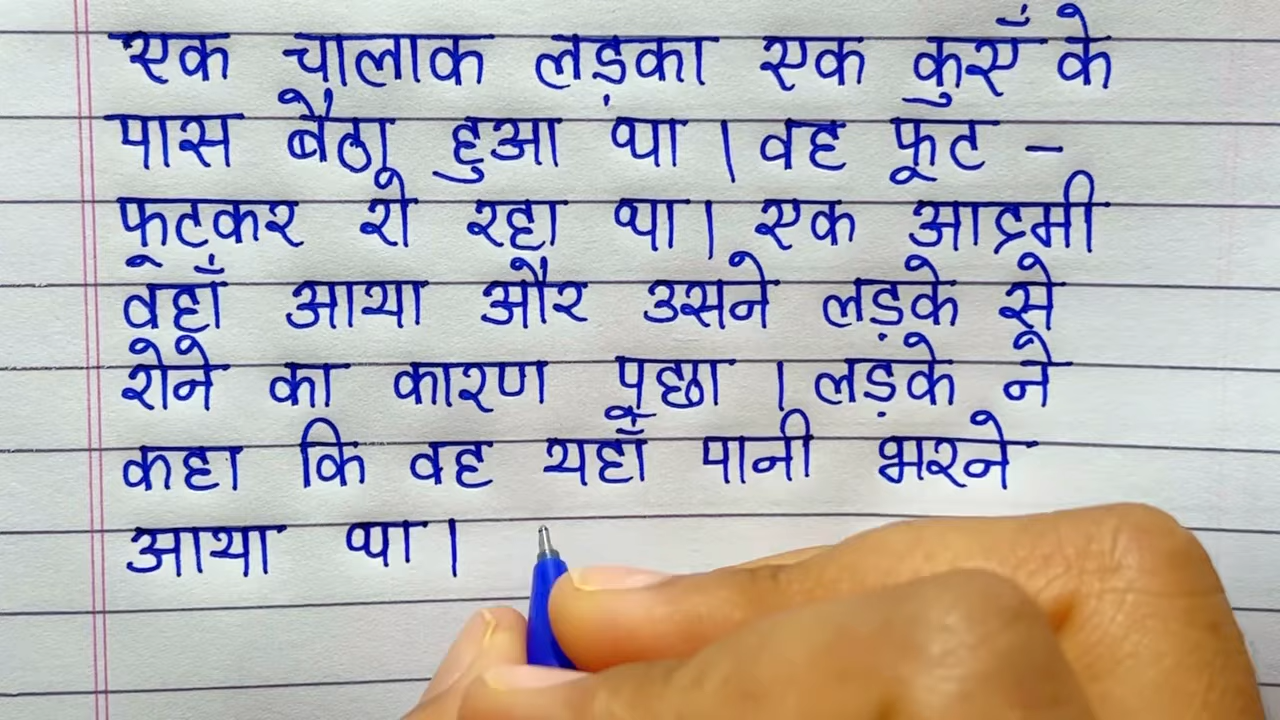 एक चालाक लड़का एक कुएँ के
पास बैठा हुआ था । वह फूट -
फूटकर रो रहा था। एक आदमी
वहाँ आया और उसने लड़के से
रोने का कारण पूछा । लड़के ने
कहा कि वह यहाँ पानी भरने
आया था।